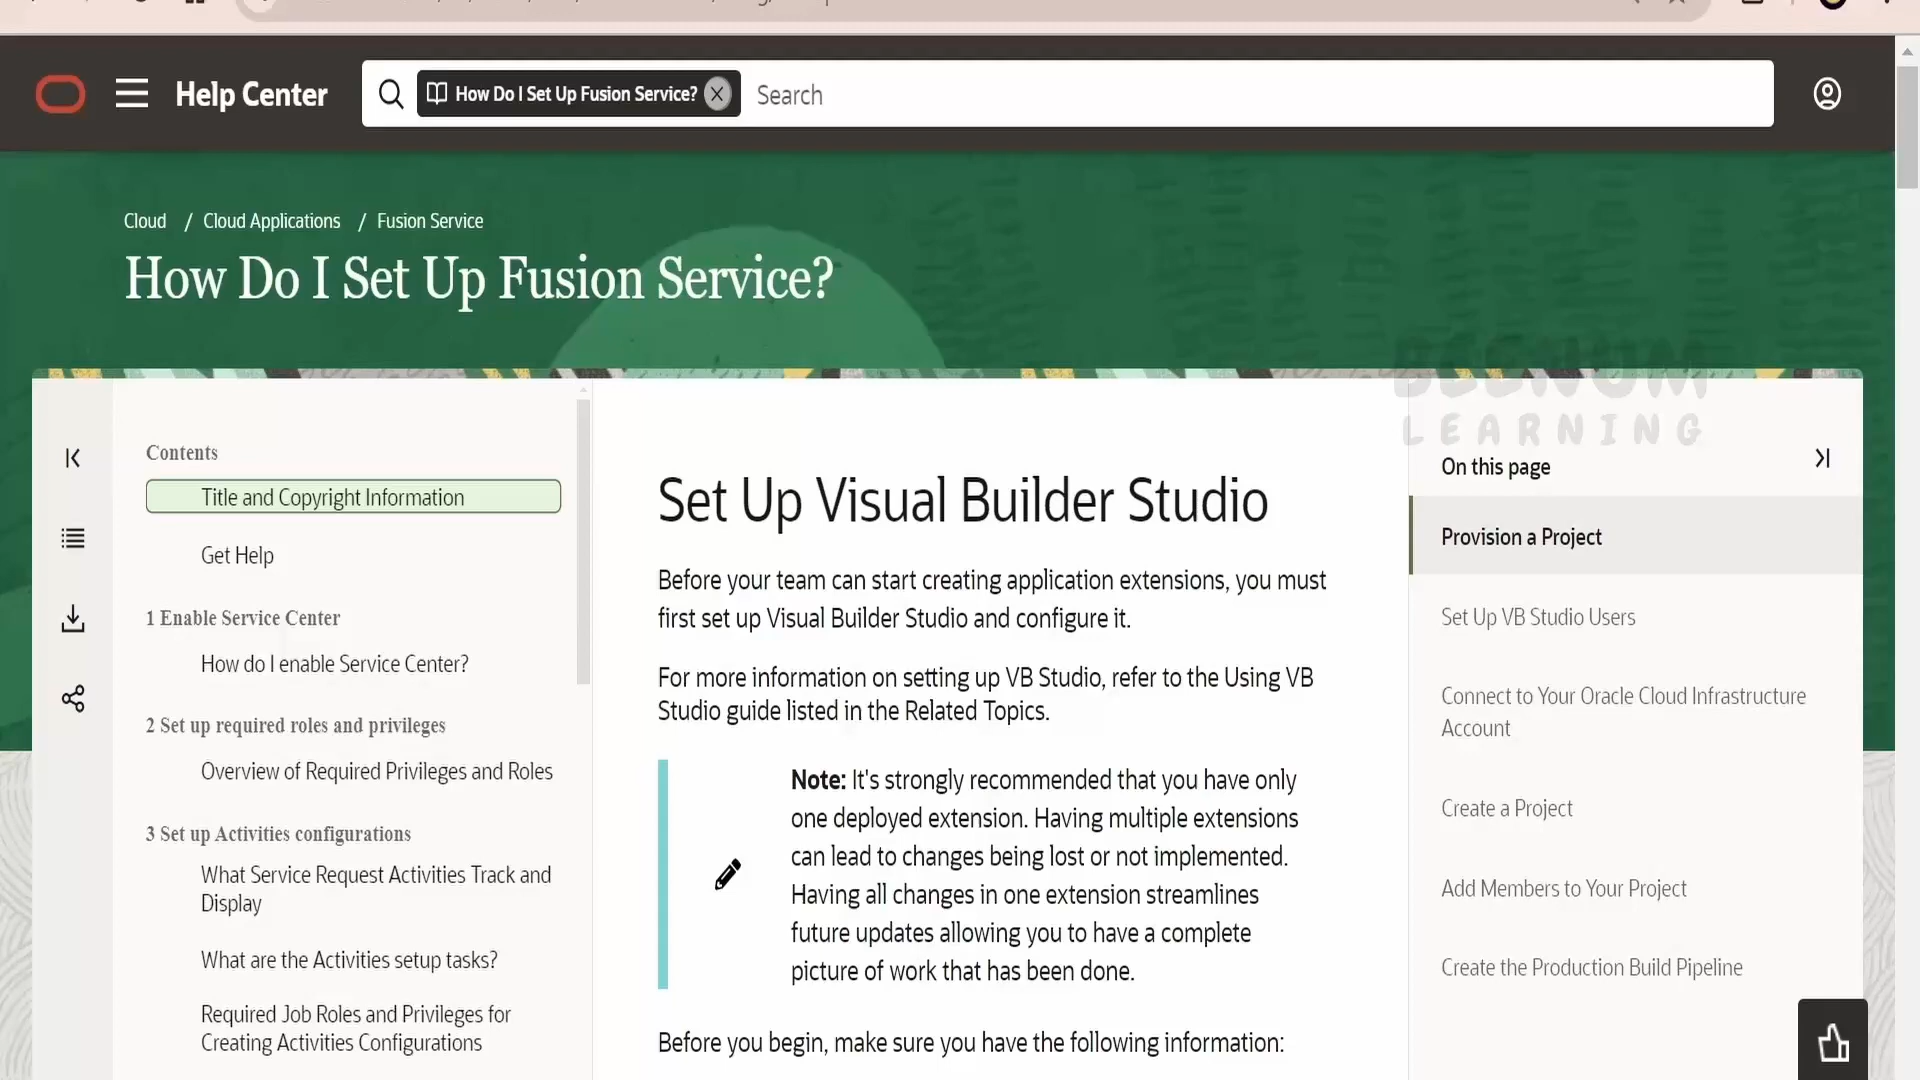 Help Center
How Do I Set Up Fusion Service?
Search
Cloud / Cloud Applications / Fusion Service
How Do I Set Up Fusion Service?
BEENUM
LEARNING
Contents
Title and Copyright Information
Get Help
1 Enable Service Center
How do I enable Service Center?
2 Set up required roles and privileges
Overview of Required Privileges and Roles
3 Set up Activities configurations
What Service Request Activities Track and
Display
What are the Activities setup tasks?
Required Job Roles and Privileges for
Creating Activities Configurations
Set Up Visual Builder Studio
Before your team can start creating application extensions, you must
first set up Visual Builder Studio and configure it.
For more information on setting up VB Studio, refer to the Using VB
Studio guide listed in the Related Topics.
Note: It's strongly recommended that you have only
one deployed extension. Having multiple extensions
can lead to changes being lost or not implemented.
Having all changes in one extension streamlines
future updates allowing you to have a complete
picture of work that has been done.
Before you begin, make sure you have the following information:
On this page
Provision a Project
Set Up VB Studio Users
Connect to Your Oracle Cloud Infrastructure
Account
Create a Project
Add Members to Your Project
Create the Production Build Pipeline